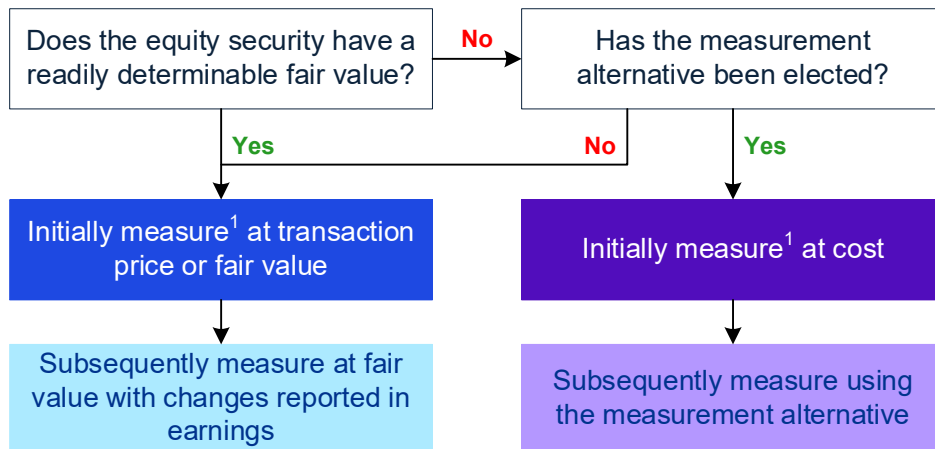 Does the equity security have a
readily determinable fair value?
No
Has the measurement
alternative been elected?
Yes
No
Yes
Initially measure¹ at transaction
price or fair value
Initially measure¹ at cost
Subsequently measure at fair
value with changes reported in
earnings
Subsequently measure using
the measurement alternative